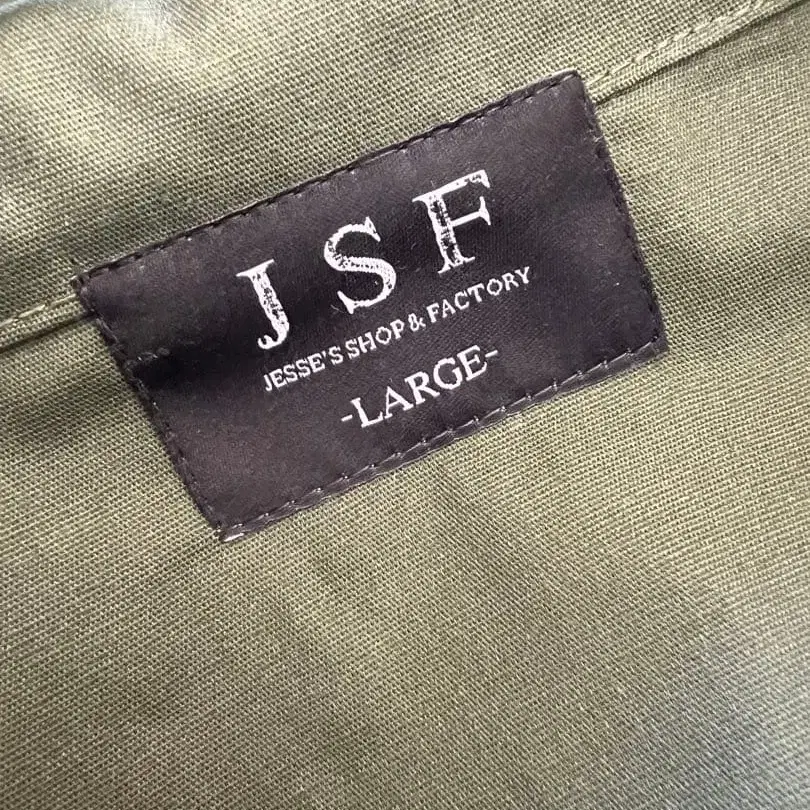 JSF
JESSE'S SHOP & FACTORY
-LARGE-